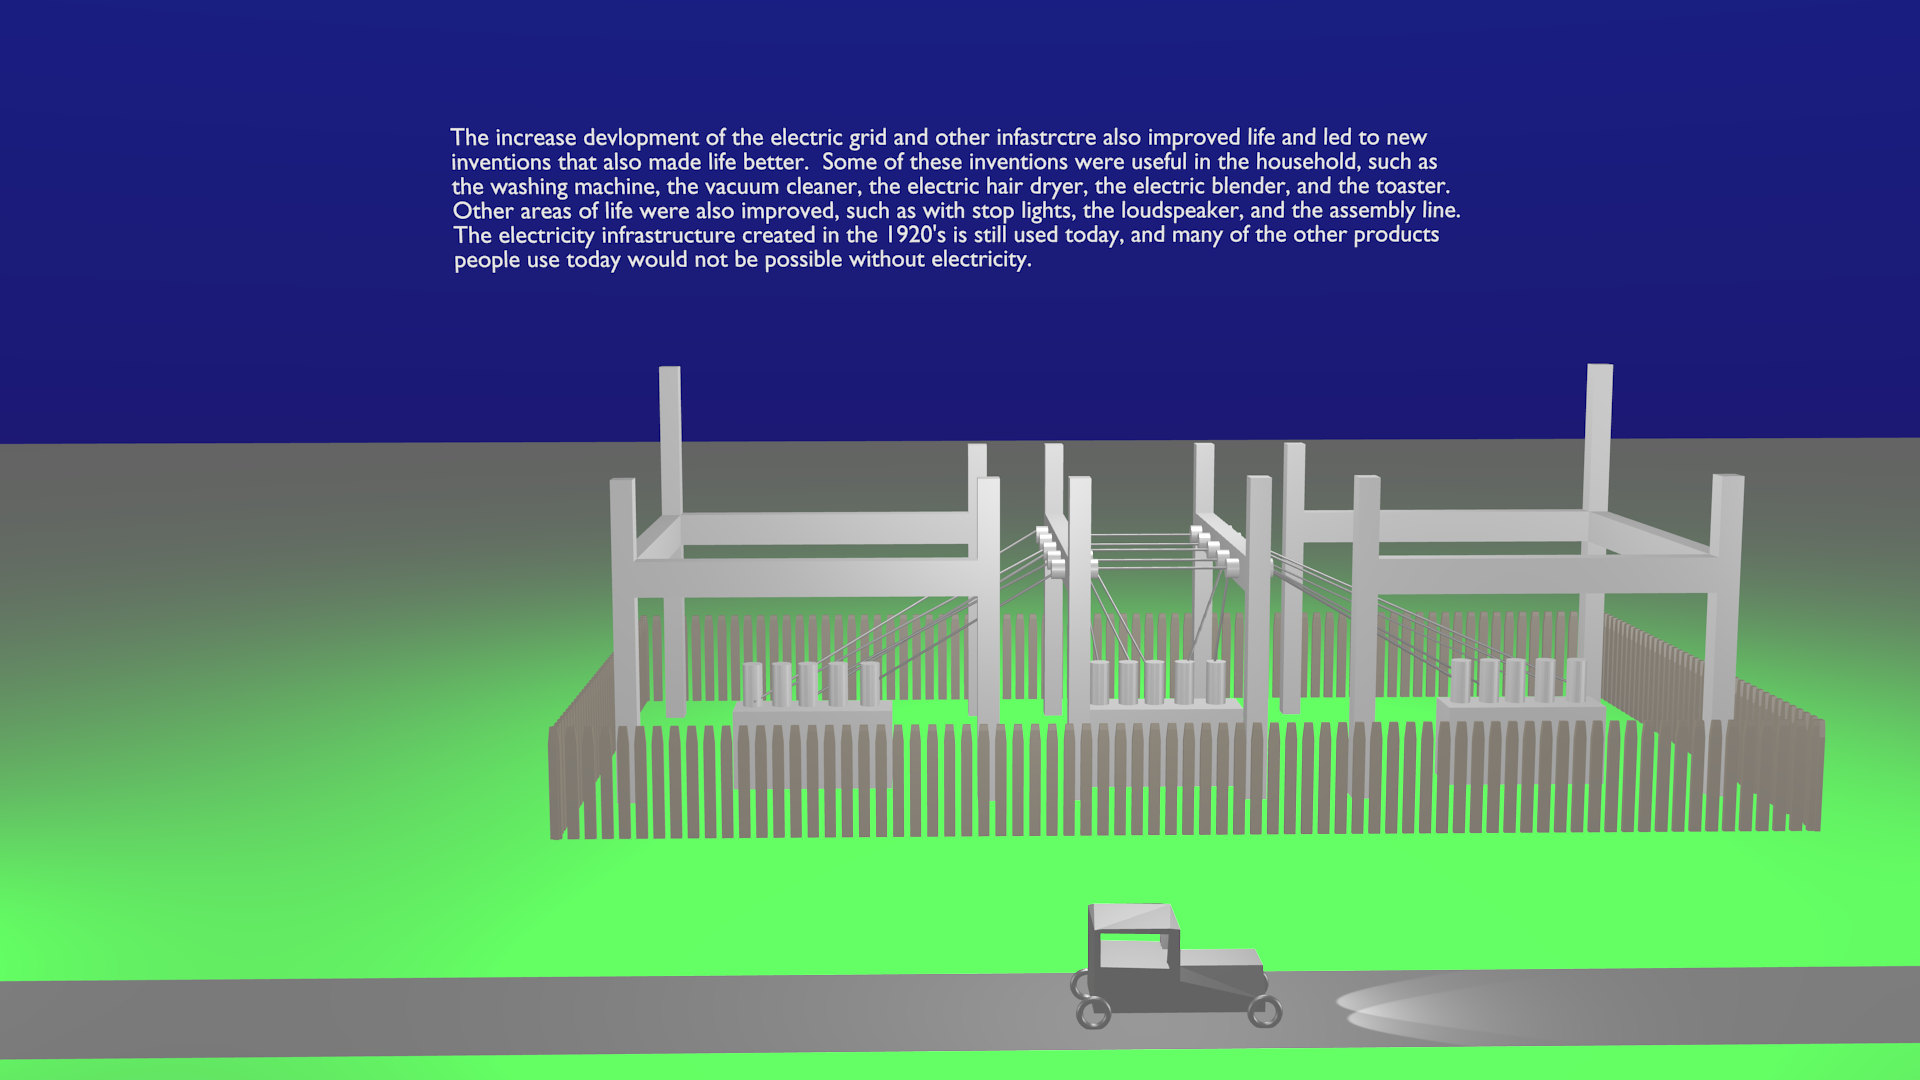 The increase devlopment of the electric grid and other infastrctre also improved life and led to new
inventions that also made life better.  Some of these inventions were useful in the household, such as
the washing machine, the vacuum cleaner, the electric hair dryer, the electric blender, and the toaster.
Other areas of life were also improved, such as with stop lights, the loudspeaker, and the assembly line.
The electricity infrastructure created in the 1920's is still used today, and many of the other products
people use today would not be possible without electricity.